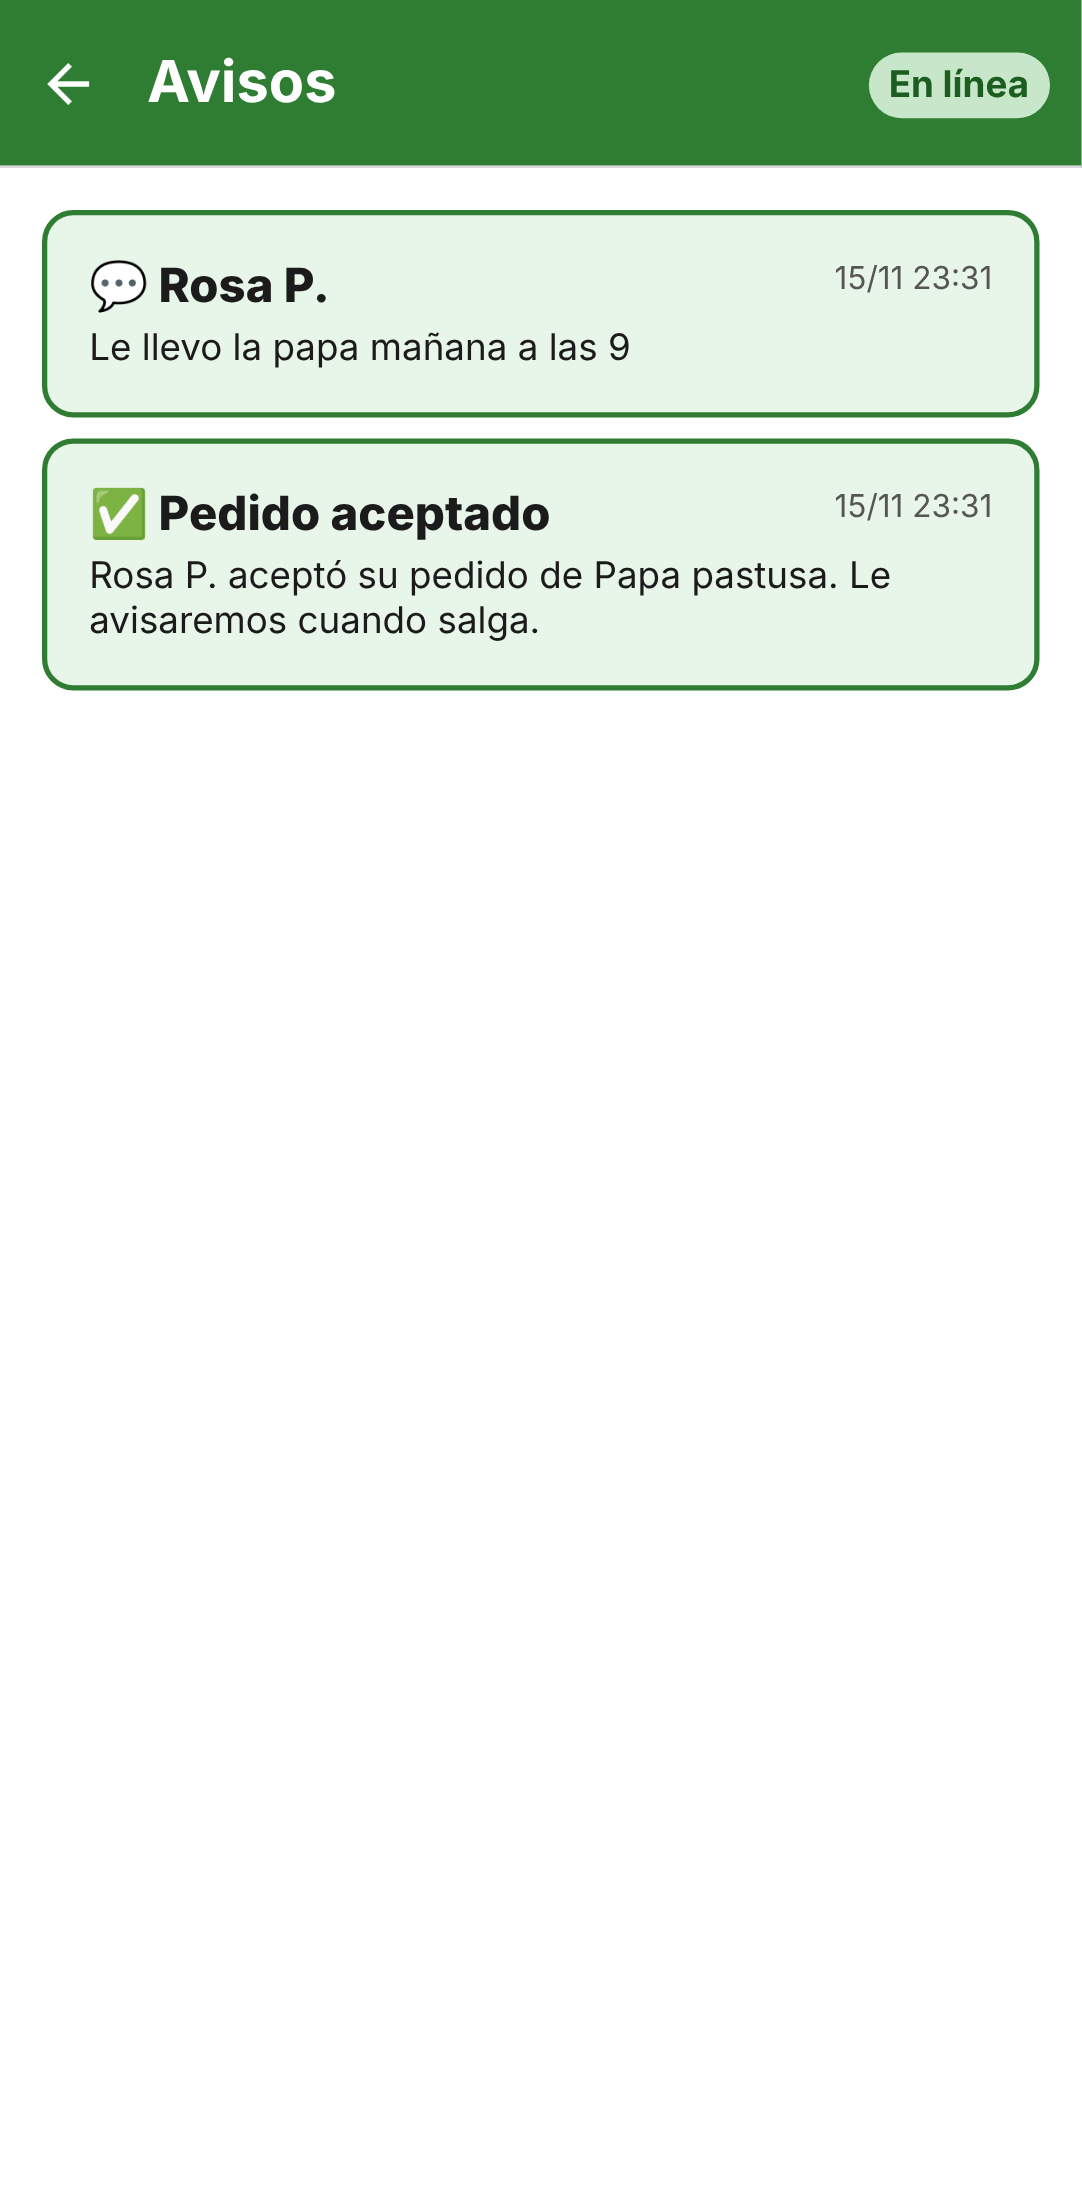 Avisos
En línea
💬 Rosa P.
15/11 23:31
Le llevo la papa mañana a las 9
✅ Pedido aceptado
15/11 23:31
Rosa P. aceptó su pedido de Papa pastusa. Le
avisaremos cuando salga.